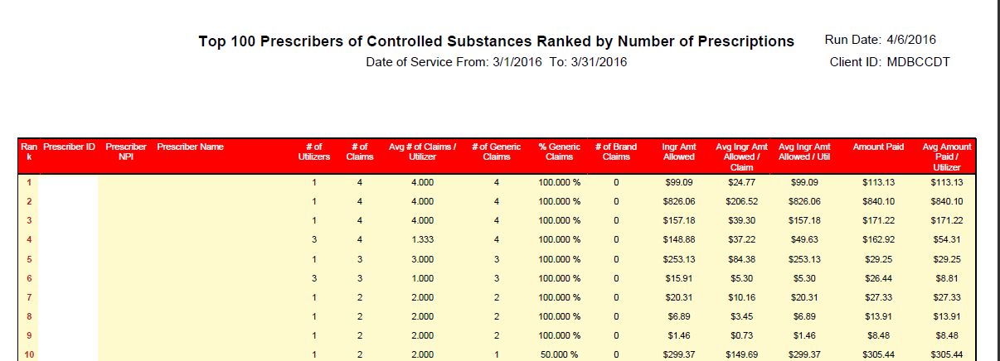 Top 100 Prescribers of Controlled Substances Ranked by Number of Prescriptions Run Date: 4/6/2016
Date of Service From: 3/1/2016 To: 3/31/2016 Client ID: MDBCCDT
Ran Prescriber ID Prescriber Prescriber Name # of # of Avg # of Claims / # of Generic % Generic # of Brand Ingr Amt Avg Ingr Amt Avg Ingr Amt Amount Paid Avg Amount
k NPI Utilizers Claims Utilizer Claims Claims Claims Allowed Allowed / Allowed / Util Paid /
Claim Utilizer
1 1 4 4.000 4 100.000 % 0 $99.09 $24.77 $99.09 $113.13 $113.13
2 1 4 4.000 4 100.000 % 0 $826.06 $206.52 $826.06 $840.10 $840.10
3 1 4 4.000 4 100.000 % 0 $157.18 $39.30 $157.18 $171.22 $171.22
4 3 4 1.333 4 100.000 % 0 $148.88 $37.22 $49.63 $162.92 $54.31
5 1 3 3.000 3 100.000 % 0 $253.13 $84.38 $253.13 $29.25 $29.25
6 3 3 1.000 3 100.000 % 0 $15.91 $5.30 $5.30 $26.44 $8.81
7 1 2 2.000 2 100.000 % 0 $20.31 $10.16 $20.31 $27.33 $27.33
8 1 2 2.000 2 100.000 % 0 $6.89 $3.45 $6.89 $13.91 $13.91
9 1 2 2.000 2 100.000 % 0 $1.46 $0.73 $1.46 $8.48 $8.48
10 1 2 2.000 1 50.000 % 0 $299.37 $149.69 $299.37 $305.44 $305.44